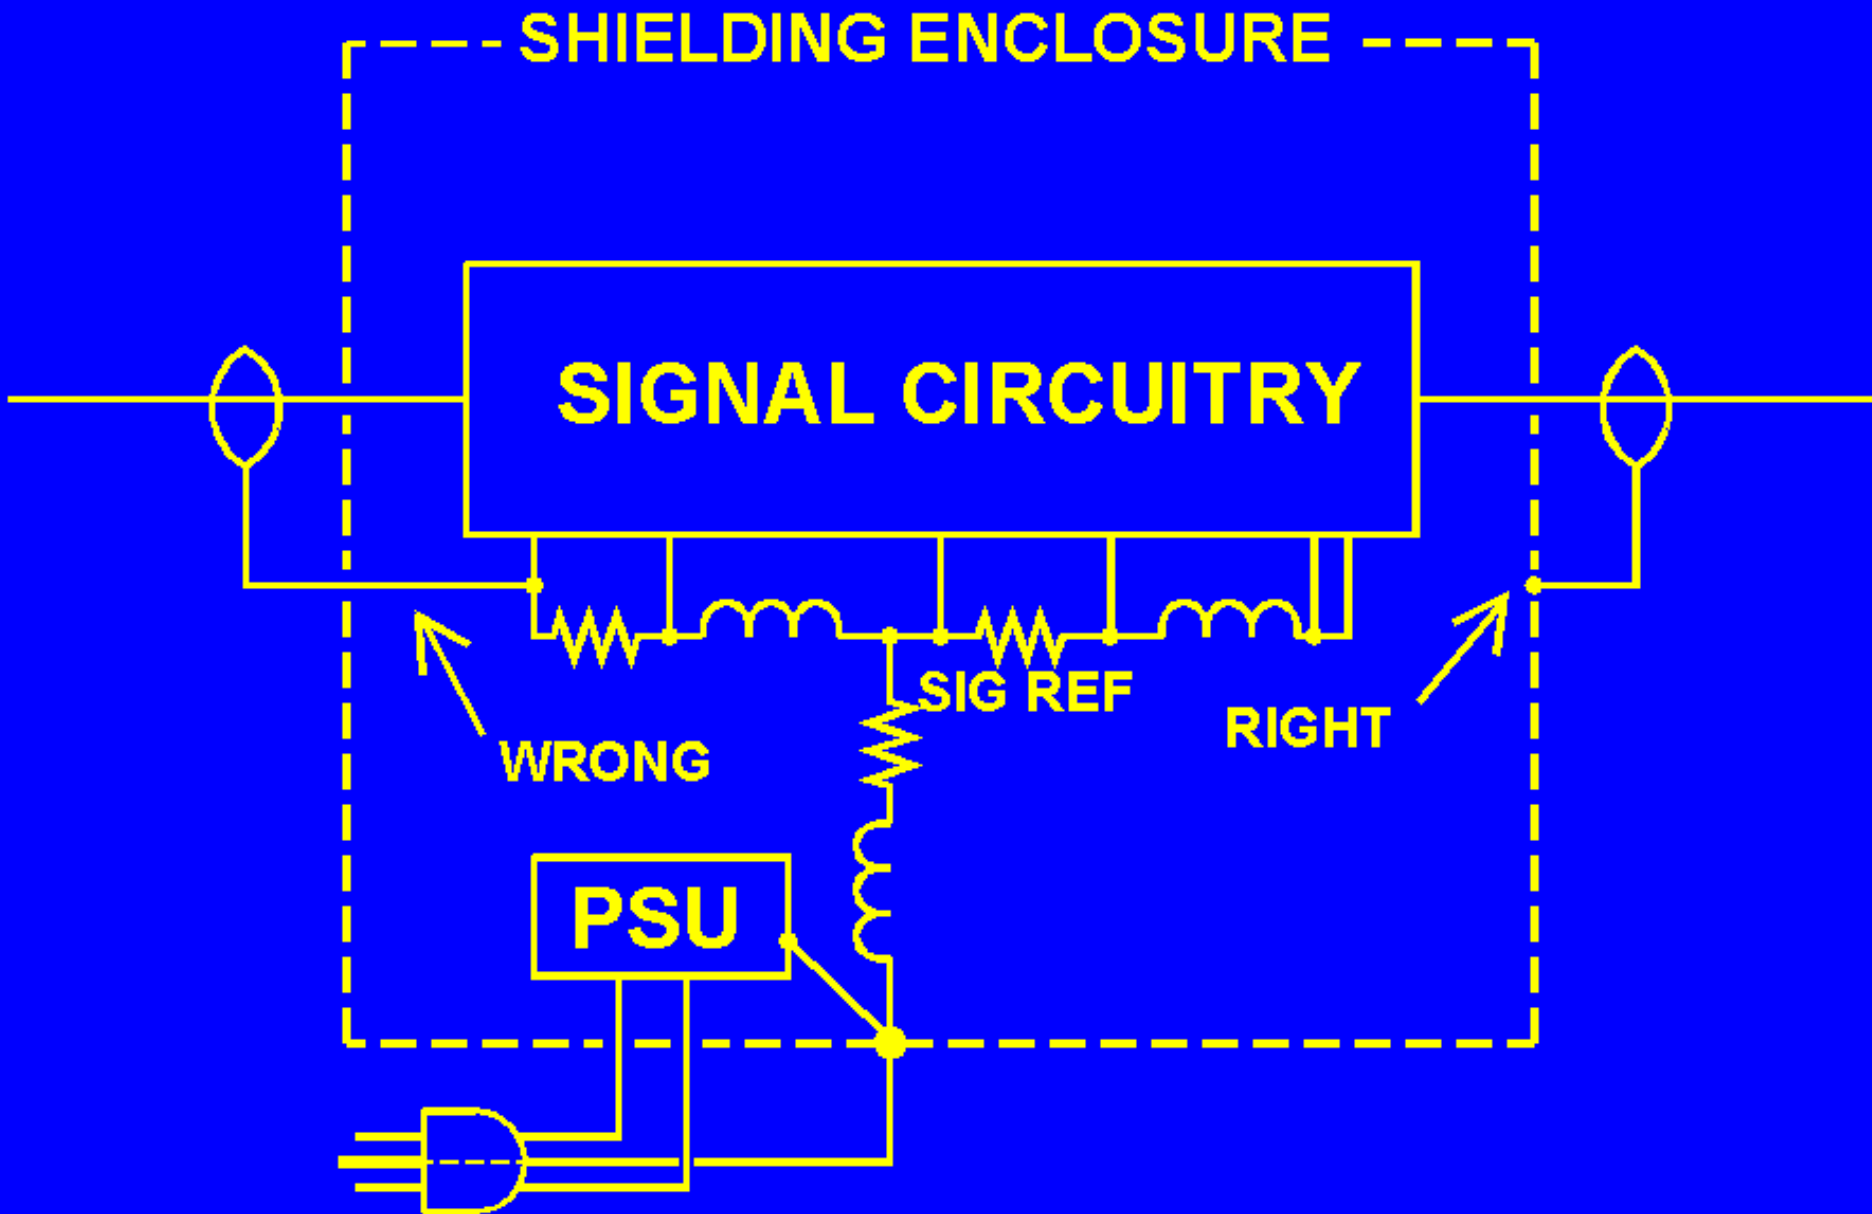 SHIELDING ENCLOSURE
SIGNAL CIRCUITRY
SIG REF
RIGHT
WRONG
PSU